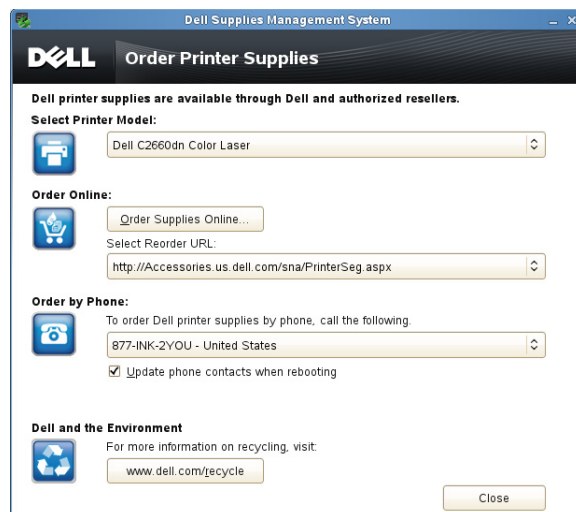 Dell Supplies Management System
DELL
Order Printer Supplies
Dell printer supplies are available through Dell and authorized resellers.
Select Printer Model:
Dell C2660dn Color Laser
Order Online:
Order Supplies Online...
Select Reorder URL:
http://Accessories.us.dell.com/sna/PrinterSeg.aspx
Order by Phone:
To order Dell printer supplies by phone, call the following.
877-INK-2YOU - United States
Update phone contacts when rebooting
Dell and the Environment
For more information on recycling, visit:
www.dell.com/recycle
Close